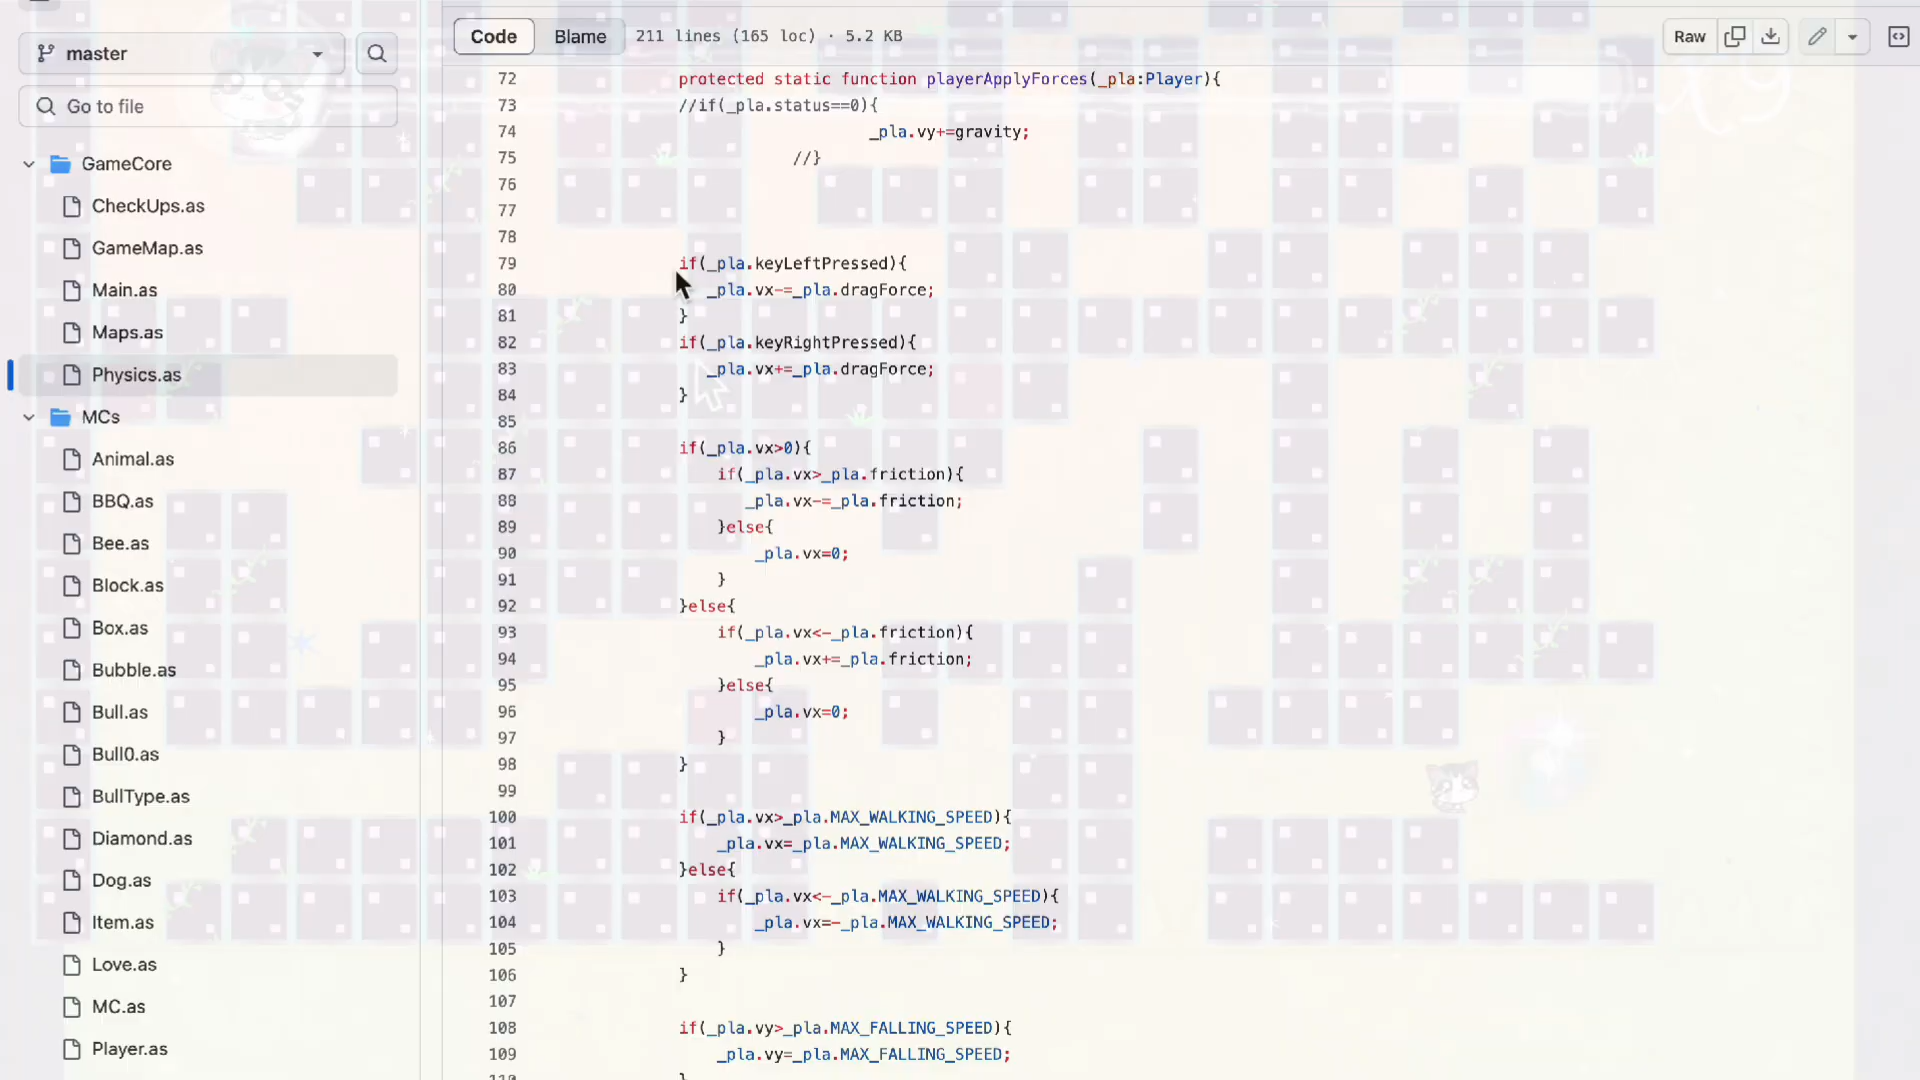 master
Go to file
GameCore
CheckUps.as
GameMap.as
Main.as
Maps.as
Physics.as
MCs
Animal.as
BBQ.as
Bee.as
Block.as
Box.as
Bubble.as
Bull.as
Bull0.as
BullType.as
Diamond.as
Dog.as
Item.as
Love.as
MC.as
Player.as
Code Blame 211 lines (165 loc) · 5.2 KB Raw
72 protected static function playerApplyForces(_pla:Player){
73 //if(_pla.status==0){
74 _pla.vy+=gravity;
75 //}
76
77
78
79 if(_pla.keyLeftPressed){
80 _pla.vx-=_pla.dragForce;
81 }
82 if(_pla.keyRightPressed){
83 _pla.vx+=_pla.dragForce;
84 }
85
86 if(_pla.vx>0){
87 if(_pla.vx>_pla.friction){
88 _pla.vx-=_pla.friction;
89 }else{
90 _pla.vx=0;
91 }
92 }else{
93 if(_pla.vx<-_pla.friction){
94 _pla.vx+=_pla.friction;
95 }else{
96 _pla.vx=0;
97 }
98 }
99
100 if(_pla.vx>_pla.MAX_WALKING_SPEED){
101 _pla.vx=_pla.MAX_WALKING_SPEED;
102 }else{
103 if(_pla.vx<-_pla.MAX_WALKING_SPEED){
104 _pla.vx=-_pla.MAX_WALKING_SPEED;
105 }
106 }
107
108 if(_pla.vy>_pla.MAX_FALLING_SPEED){
109 _pla.vy=_pla.MAX_FALLING_SPEED;